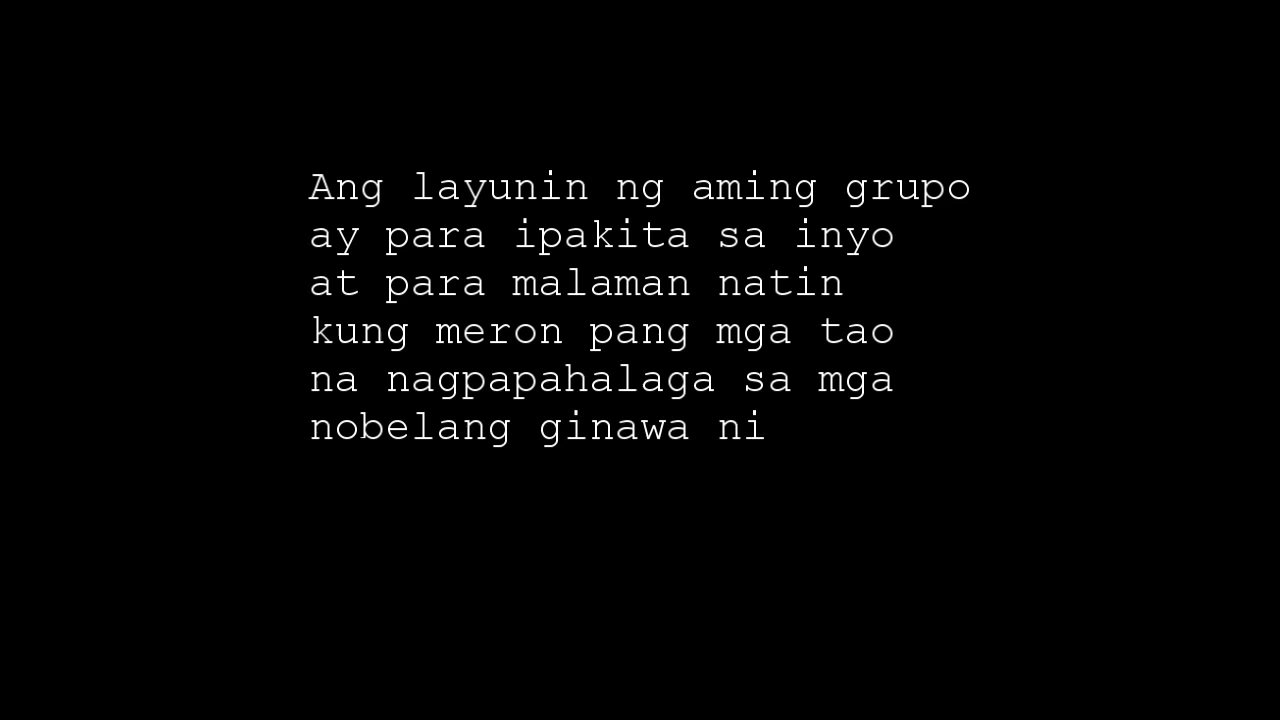 Ang layunin ng aming grupo
ay para ipakita sa inyo
at para malaman natin
kung meron pang mga tao
na nagpapahalaga sa mga
nobelang ginawa ni